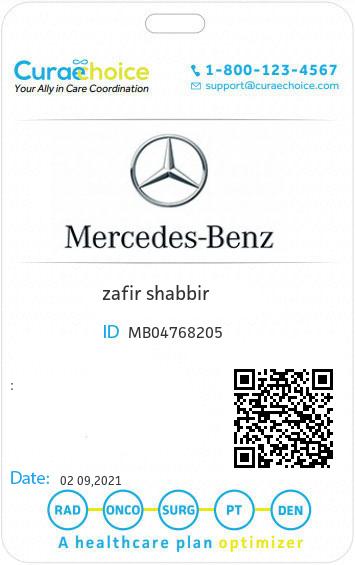 Curaechoice
Your Ally in Care Coordination
1-800-123-4567
support@curaechoice.com
Mercedes-Benz
zafir shabbir
ID MB04768205
:
Date: 02 09,2021
RAD ONCO SURG PT DEN
A healthcare plan optimizer